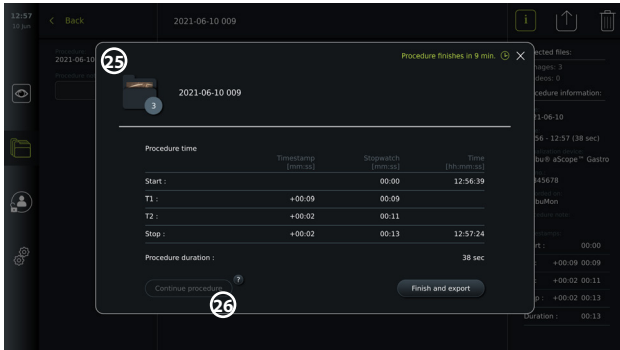 12:57
10 Jun
Back
2021-06-10 009
i
25
Procedure finishes in 9 min.
Procedure
2021-06-10
2021-06-10 009
3
Procedure time
Timestamp
[mm:ss]
Stopwatch
[mm:ss]
Time
[hh:mm:ss]
Start : 00:00 12:56:39
T1 : +00:09 00:09
T2 : +00:02 00:11
Stop : +00:02 00:13 12:57:24
Procedure duration : 38 sec
Continue procedure
?
Finish and export
26
ected files:
mages: 3
deos: 0
cedure information:
21-06-10
56 - 12:57 (38 sec)
bu® aScope™ Gastro
345678
buMon
rt : 00:00
+00:09 00:09
+00:02 00:11
p : +00:02 00:13
Duration : 00:13